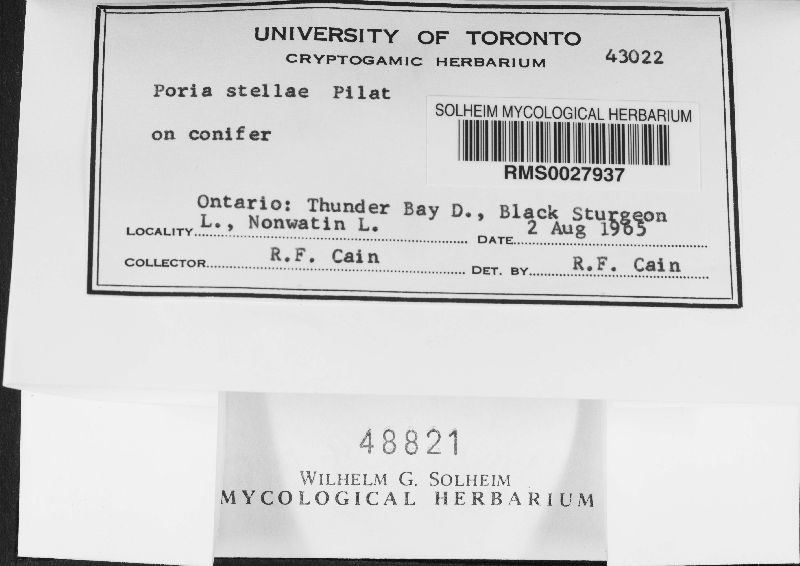 UNIVERSITY OF TORONTO
CRYPTOGAMIC HERBARIUM 43022
Poria stellae Pilat
SOLHEIM MYCOLOGICAL HERBARIUM
on conifer
RMS0027937
Ontario: Thunder Bay D., Black Sturgeon
LOCALITY L., Nonwatin L. DATE 2 Aug 1965
COLLECTOR R.F. Cain DET. BY R.F. Cain
48821
WILHELM G. SOLHEIM
MYCOLOGICAL HERBARIUM